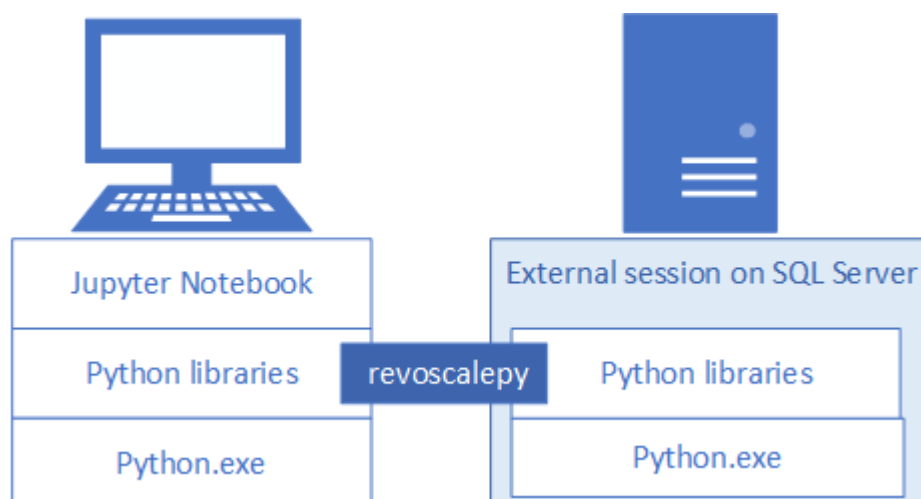 Jupyter Notebook
Python libraries
Python.exe
revoscalepy
External session on SQL Server
Python libraries
Python.exe